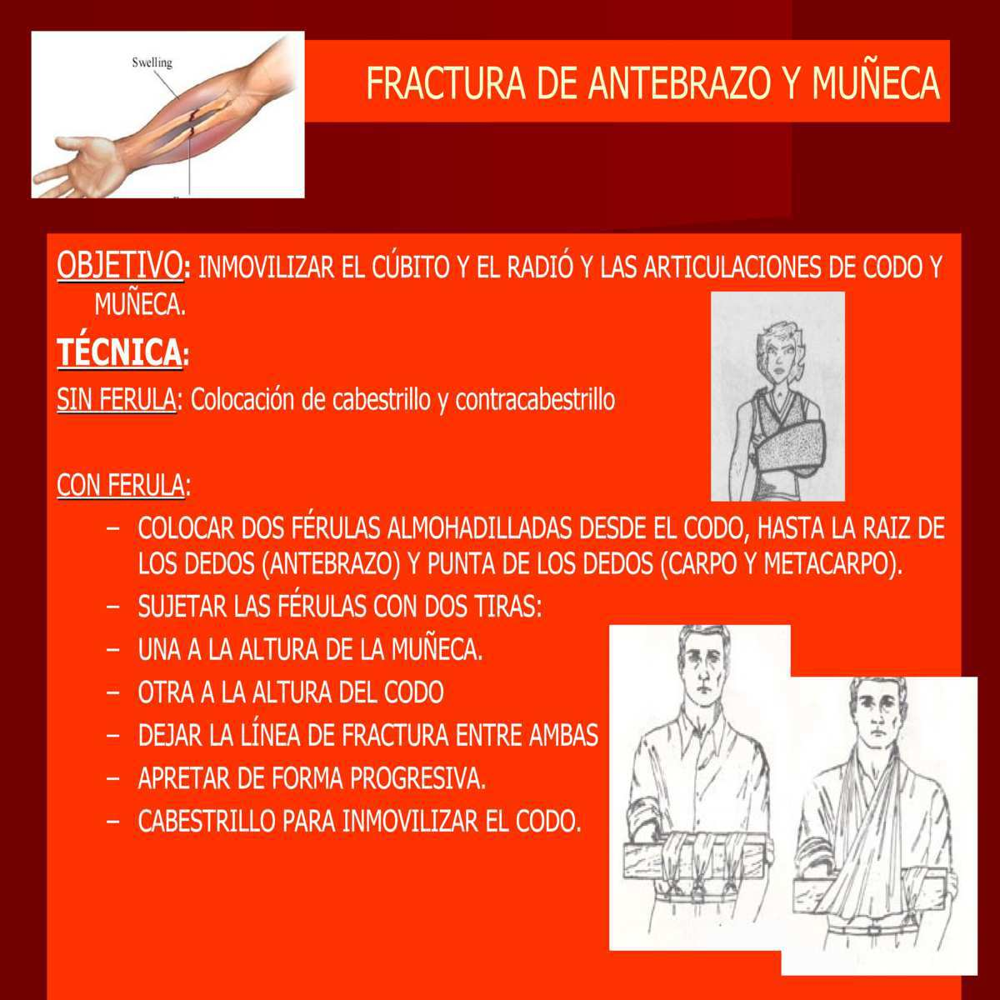 Swelling
FRACTURA DE ANTEBRAZO Y MUÑECA
OBJETIVO: INMOVILIZAR EL CÚBITO Y EL RADIÓ Y LAS ARTICULACIONES DE CODO Y
MUÑECA.
TÉCNICA:
SIN FERULA: Colocación de cabestrillo y contracabestrillo
CON FERULA:
– COLOCAR DOS FÉRULAS ALMOHADILLADAS DESDE EL CODO, HASTA LA RAIZ DE
LOS DEDOS (ANTEBRAZO) Y PUNTA DE LOS DEDOS (CARPO Y METACARPO).
– SUJETAR LAS FÉRULAS CON DOS TIRAS:
– UNA A LA ALTURA DE LA MUÑECA.
– OTRA A LA ALTURA DEL CODO
– DEJAR LA LÍNEA DE FRACTURA ENTRE AMBAS
– APRETAR DE FORMA PROGRESIVA.
– CABESTRILLO PARA INMOVILIZAR EL CODO.